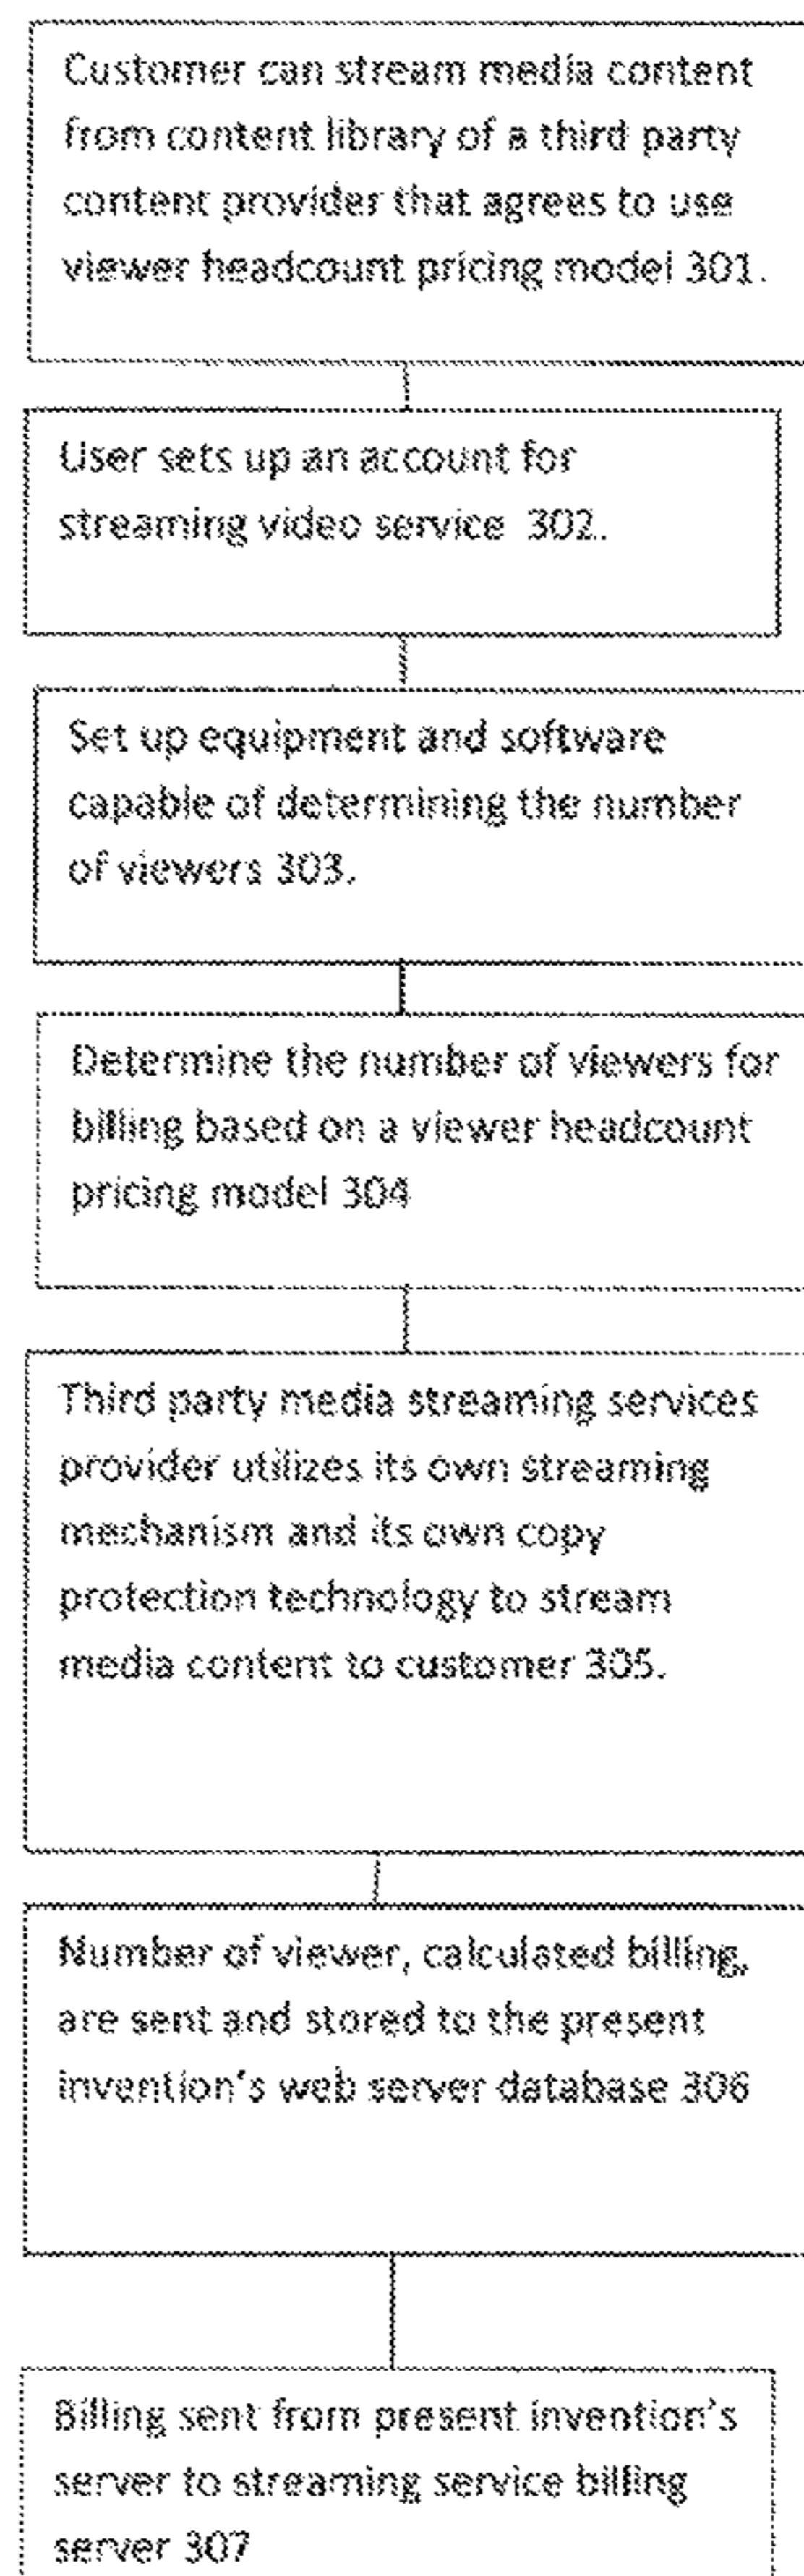 Customer can stream media content
from content library of a third party
content provider that agrees to use
viewer headcount pricing model 301.
User sets up an account for
streaming video service 302.
Set up equipment and software
capable of determining the number
of viewers 303.
Determine the number of viewers for
billing based on a viewer headcount
pricing model 304
Third party media streaming services
provider utilizes its own streaming
mechanism and its own copy
protection technology to stream
media content to customer 305.
Number of viewer, calculated billing,
are sent and stored to the present
invention's web server database 306
Billing sent from present invention's
server to streaming service billing
server 307